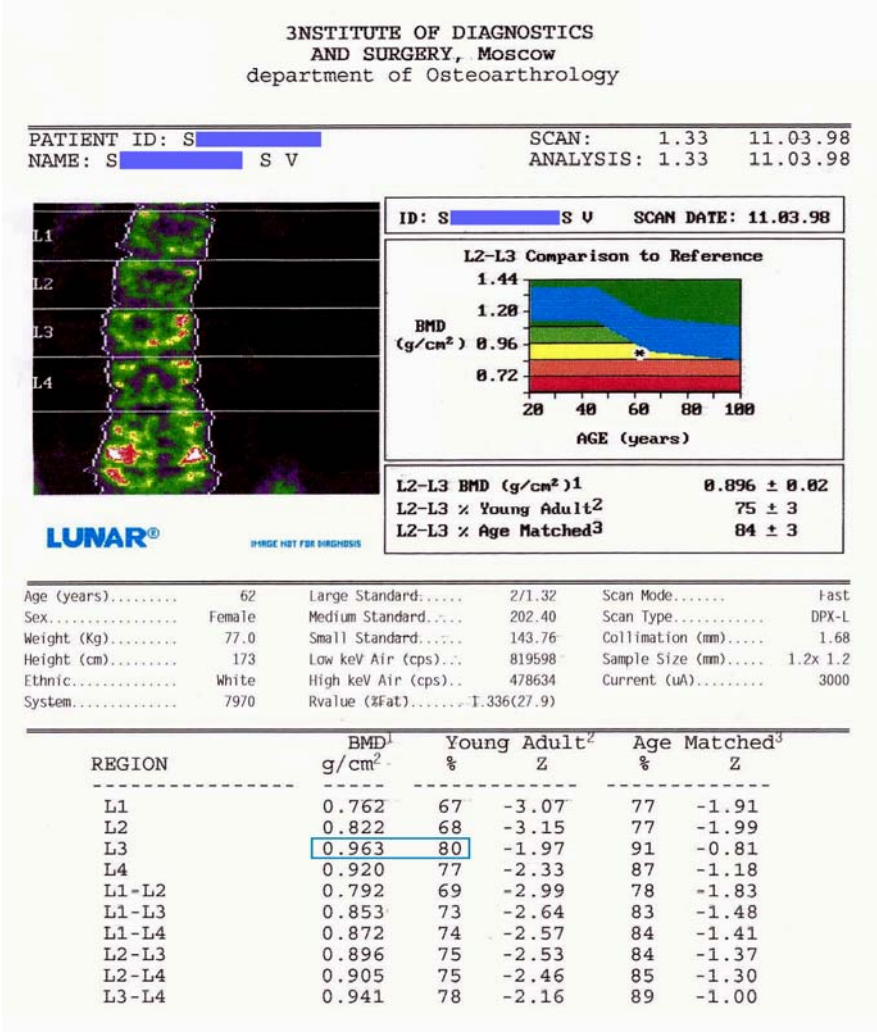 3NSTITUTE OF DIAGNOSTICS
AND SURGERY, Moscow
department of Osteoarthrology
PATIENT ID: S SCAN: 1.33 11.03.98
NAME: S S V ANALYSIS: 1.33 11.03.98
L1
L2
L3
L4
LUNAR®
IMAGE NOT FOR DIAGNOSIS
ID: S S V SCAN DATE: 11.03.98
L2-L3 Comparison to Reference
BMD
(g/cm²)
1.44
1.20
0.96
0.72
20 40 60 80 100
AGE (years)
L2-L3 BMD (g/cm²)1 0.896 ± 0.02
L2-L3 % Young Adult2 75 ± 3
L2-L3 % Age Matched3 84 ± 3
Age (years)......... 62 Large Standard...... 2/1.32 Scan Mode....... Fast
Sex................ Female Medium Standard..... 202.40 Scan Type............ DPX-L
Weight (Kg)......... 77.0 Small Standard...... 143.76 Collimation (mm)..... 1.68
Height (cm)......... 173 Low keV Air (cps)... 819598 Sample Size (mm)..... 1.2x 1.2
Ethnic.............. White High keV Air (cps).. 478634 Current (uA)......... 3000
System.............. 7970 Rvalue (%Fat)....... 1.336(27.9)
BMD1 Young Adult2 Age Matched3
REGION g/cm2 % Z % Z
L1 0.762 67 -3.07 77 -1.91
L2 0.822 68 -3.15 77 -1.99
L3 0.963 80 -1.97 91 -0.81
L4 0.920 77 -2.33 87 -1.18
L1-L2 0.792 69 -2.99 78 -1.83
L1-L3 0.853 73 -2.64 83 -1.48
L1-L4 0.872 74 -2.57 84 -1.41
L2-L3 0.896 75 -2.53 84 -1.37
L2-L4 0.905 75 -2.46 85 -1.30
L3-L4 0.941 78 -2.16 89 -1.00